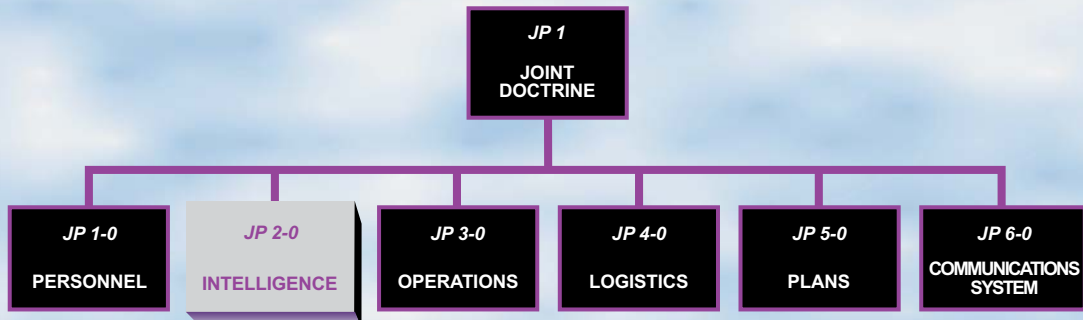 JP 1
JOINT
DOCTRINE
JP 1-0
PERSONNEL
JP 2-0
INTELLIGENCE
JP 3-0
OPERATIONS
JP 4-0
LOGISTICS
JP 5-0
PLANS
JP 6-0
COMMUNICATIONS
SYSTEM